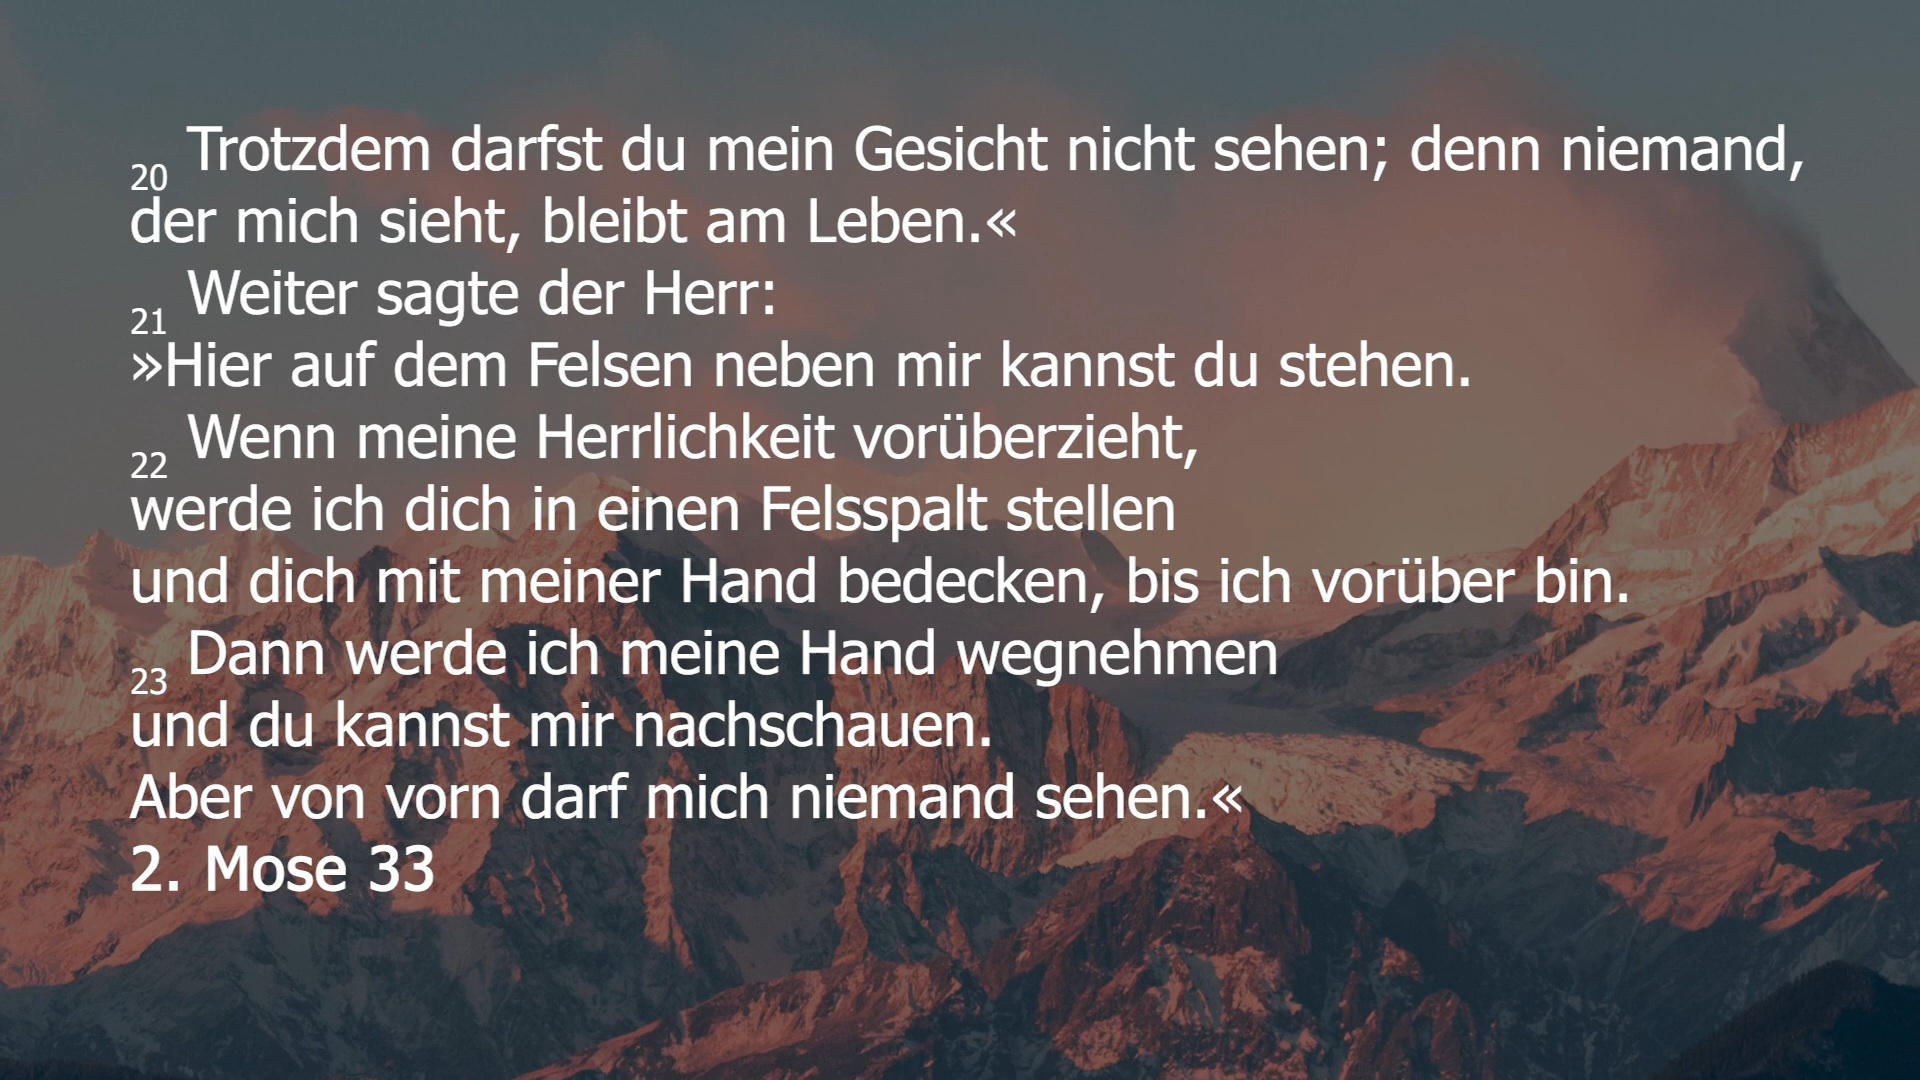 20 Trotzdem darfst du mein Gesicht nicht sehen; denn niemand,
der mich sieht, bleibt am Leben.«
21 Weiter sagte der Herr:
»Hier auf dem Felsen neben mir kannst du stehen.
22 Wenn meine Herrlichkeit vorüberzieht,
werde ich dich in einen Felsspalt stellen
und dich mit meiner Hand bedecken, bis ich vorüber bin.
23 Dann werde ich meine Hand wegnehmen
und du kannst mir nachschauen.
Aber von vorn darf mich niemand sehen.«
2. Mose 33